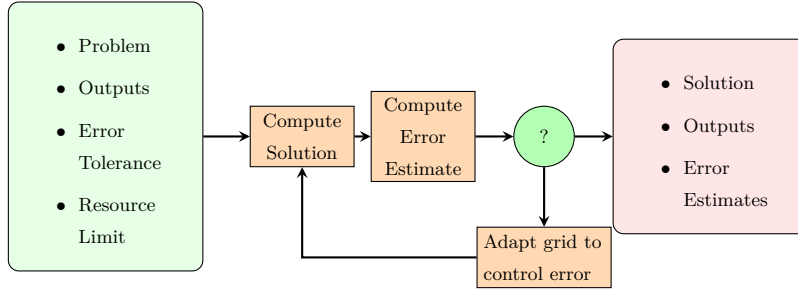 • Problem
• Outputs
• Error
Tolerance
• Resource
Limit
Compute
Solution
Compute
Error
Estimate
?
Adapt grid to
control error
• Solution
• Outputs
• Error
Estimates